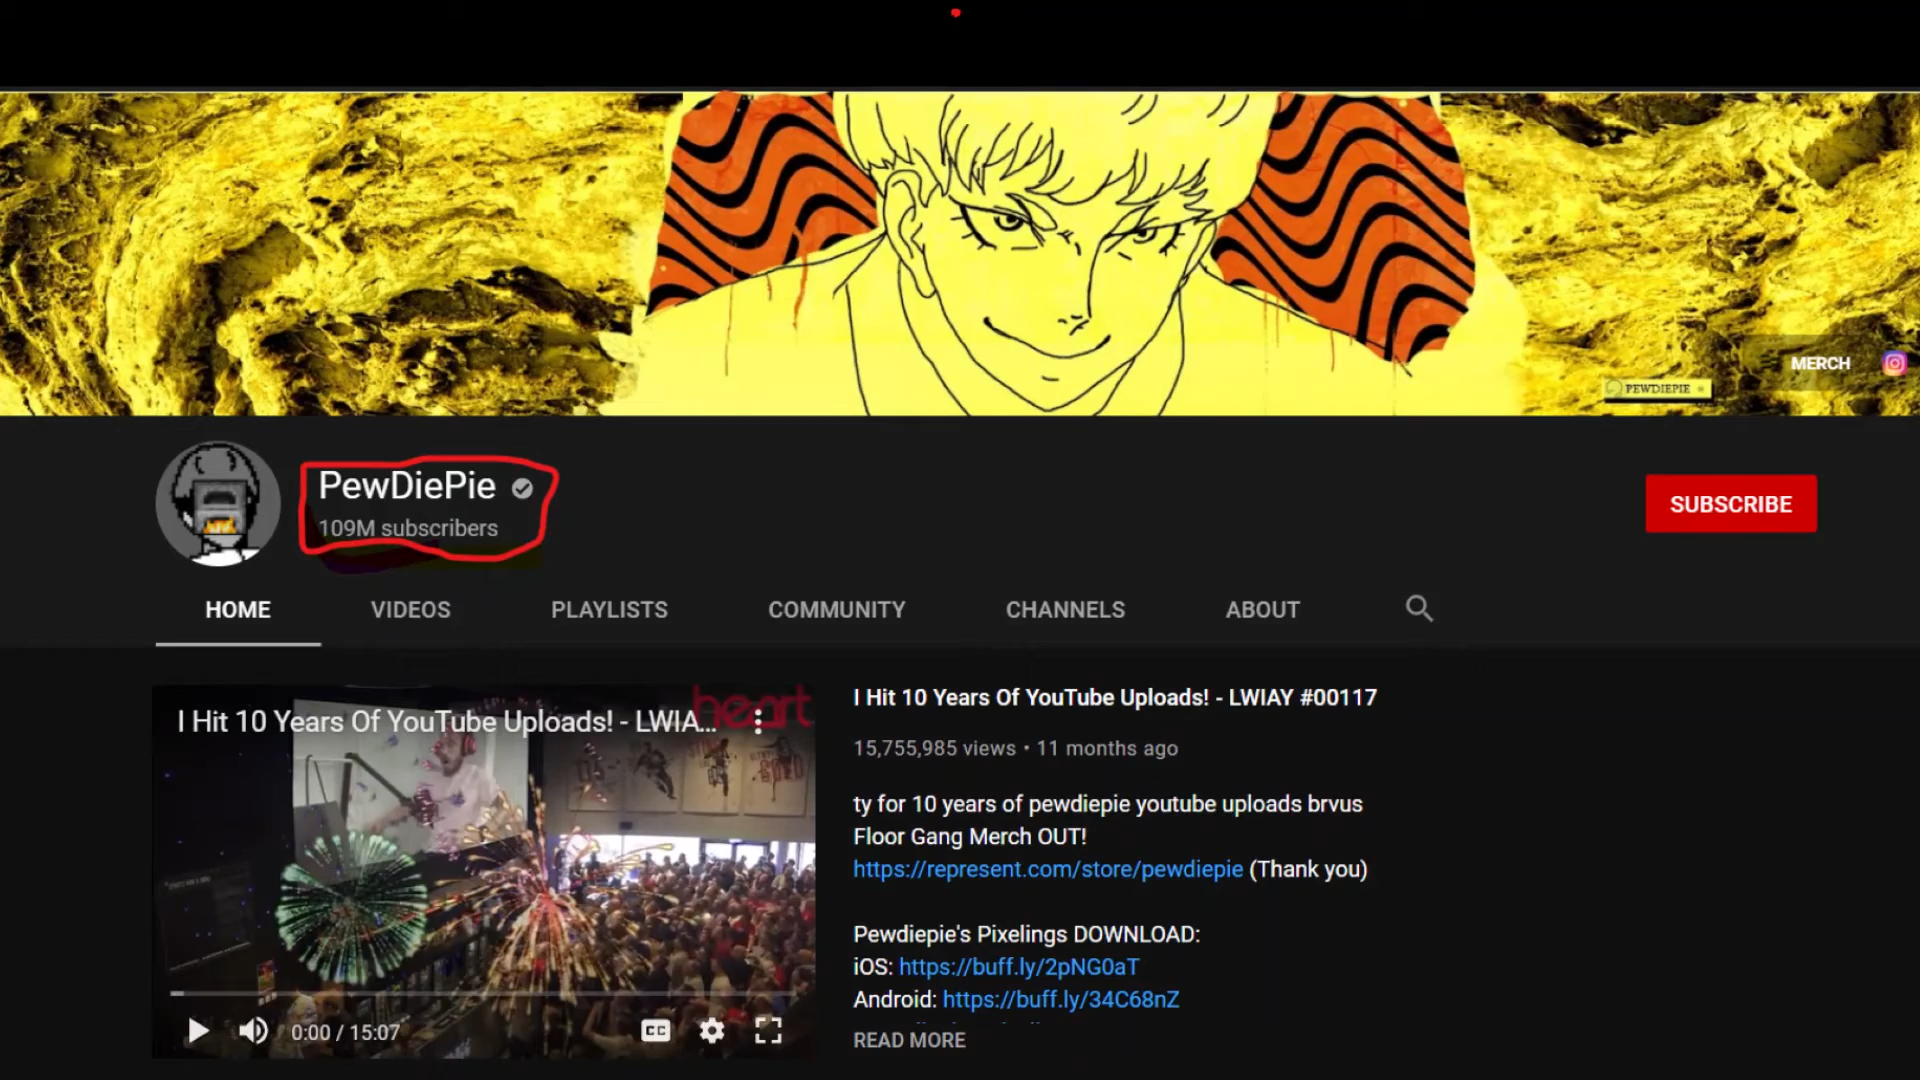 MERCH
PEWDIEPIE
PewDiePie
109M subscribers
SUBSCRIBE
HOME
VIDEOS
PLAYLISTS
COMMUNITY
CHANNELS
ABOUT
heart
I Hit 10 Years Of YouTube Uploads! - LWIA...
0:00 / 15:07
CC
I Hit 10 Years Of YouTube Uploads! - LWIAY #00117
15,755,985 views • 11 months ago
ty for 10 years of pewdiepie youtube uploads brvus
Floor Gang Merch OUT!
https://represent.com/store/pewdiepie (Thank you)
Pewdiepie's Pixelings DOWNLOAD:
iOS: https://buff.ly/2pNG0aT
Android: https://buff.ly/34C68nZ
READ MORE